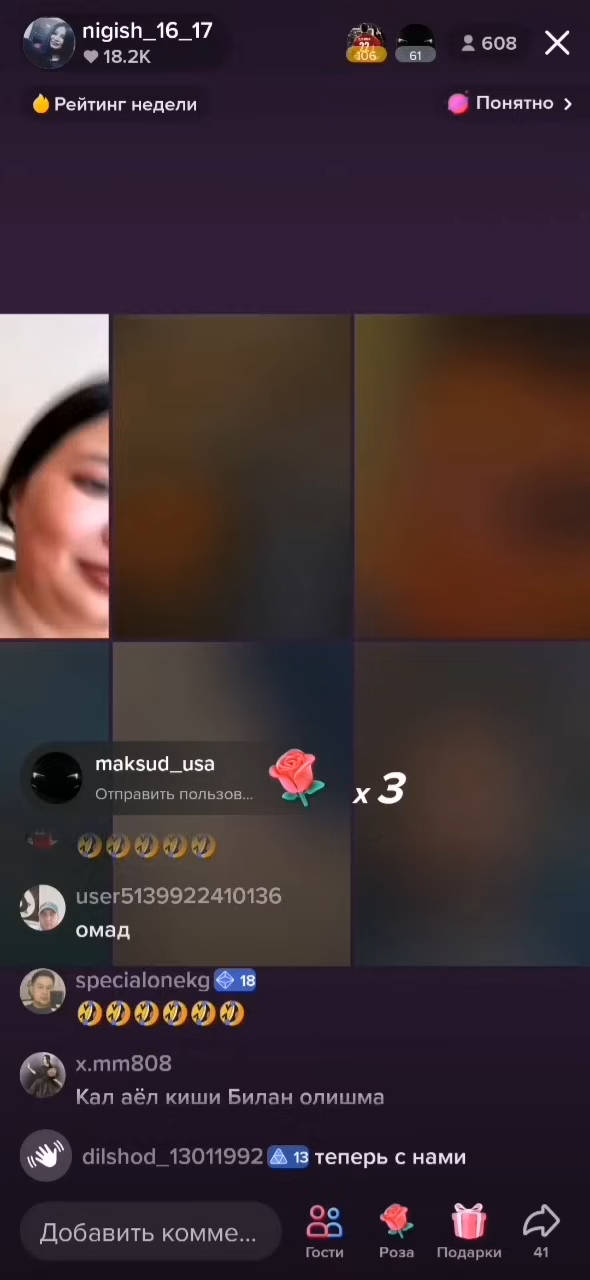 nigish_16_17
18.2K
106
61
608
Рейтинг недели
Понятно
maksud_usa
Отправить пользов...
x 3
user5139922410136
омад
specialonekg 18
x.mm808
Кал аёл киши Билан олишма
dilshod_13011992 13 теперь с нами
Добавить комме...
Гости
Роза
Подарки
41